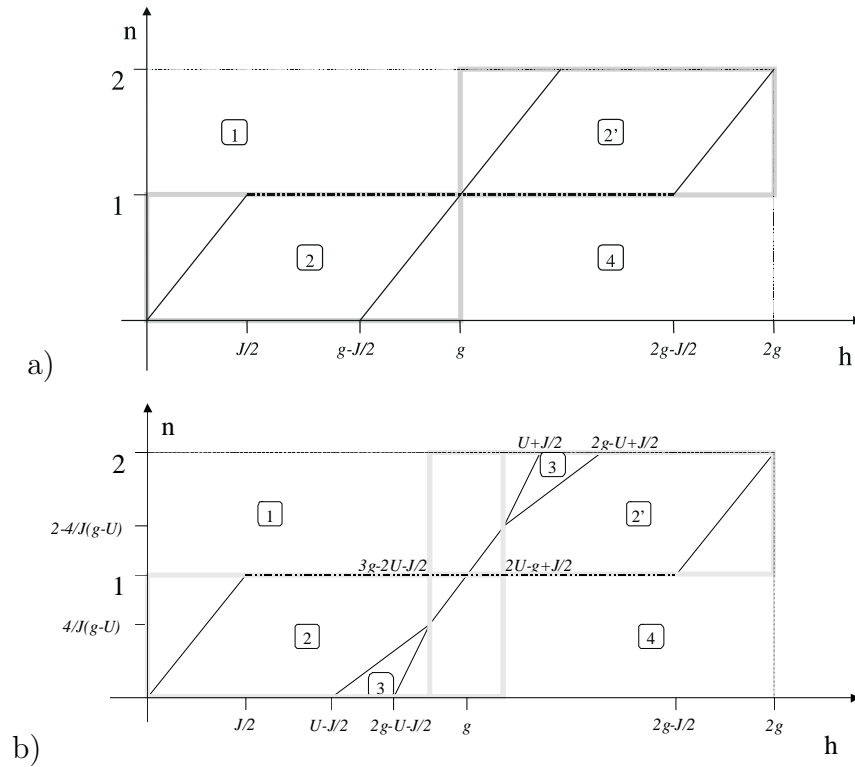 n
2
1
2'
1
2
4
J/2
g-J/2
g
2g-J/2
2g
a)
h
n
U+J/2
2g-U+J/2
2
3
1
2'
2-4/J(g-U)
3g-2U-J/2
2U-g+J/2
1
4/J(g-U)
2
4
3
J/2
U-J/2
2g-U-J/2
g
2g-J/2
2g
b)
h